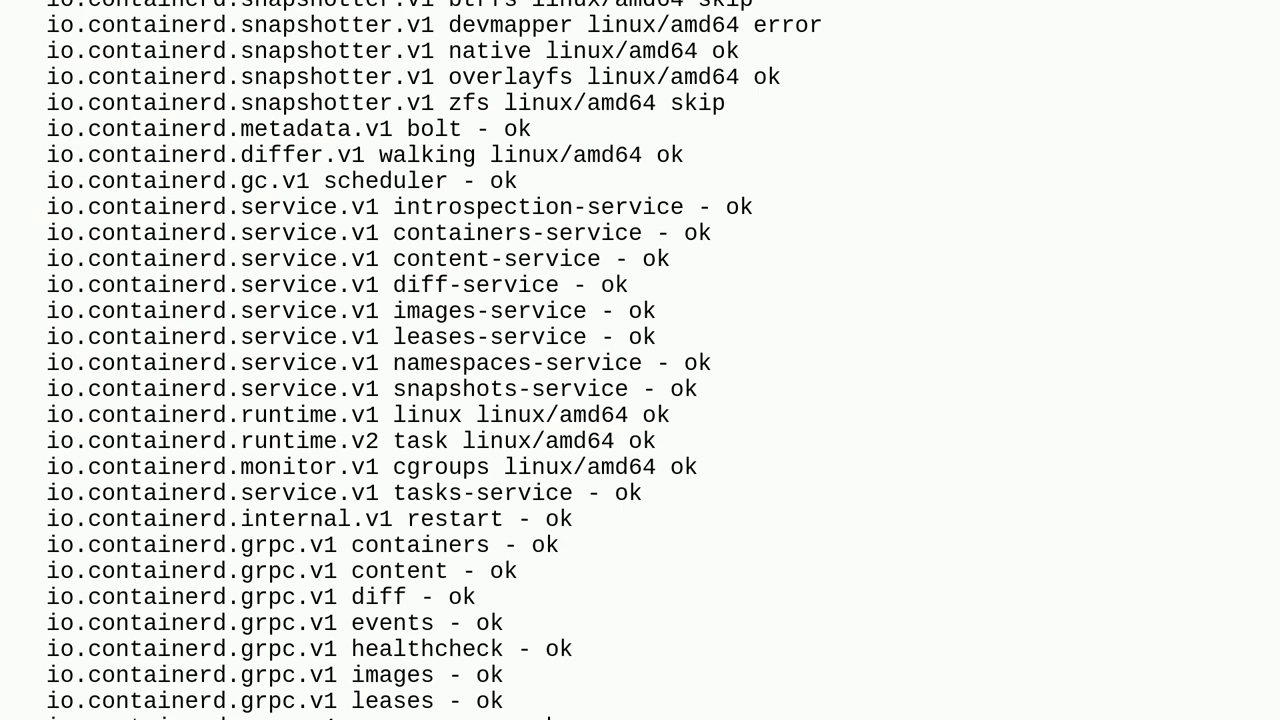 io.containerd.snapshotter.v1 btrfs linux/amd64 skip
io.containerd.snapshotter.v1 devmapper linux/amd64 error
io.containerd.snapshotter.v1 native linux/amd64 ok
io.containerd.snapshotter.v1 overlayfs linux/amd64 ok
io.containerd.snapshotter.v1 zfs linux/amd64 skip
io.containerd.metadata.v1 bolt - ok
io.containerd.differ.v1 walking linux/amd64 ok
io.containerd.gc.v1 scheduler - ok
io.containerd.service.v1 introspection-service - ok
io.containerd.service.v1 containers-service - ok
io.containerd.service.v1 content-service - ok
io.containerd.service.v1 diff-service - ok
io.containerd.service.v1 images-service - ok
io.containerd.service.v1 leases-service - ok
io.containerd.service.v1 namespaces-service - ok
io.containerd.service.v1 snapshots-service - ok
io.containerd.runtime.v1 linux linux/amd64 ok
io.containerd.runtime.v2 task linux/amd64 ok
io.containerd.monitor.v1 cgroups linux/amd64 ok
io.containerd.service.v1 tasks-service - ok
io.containerd.internal.v1 restart - ok
io.containerd.grpc.v1 containers - ok
io.containerd.grpc.v1 content - ok
io.containerd.grpc.v1 diff - ok
io.containerd.grpc.v1 events - ok
io.containerd.grpc.v1 healthcheck - ok
io.containerd.grpc.v1 images - ok
io.containerd.grpc.v1 leases - ok